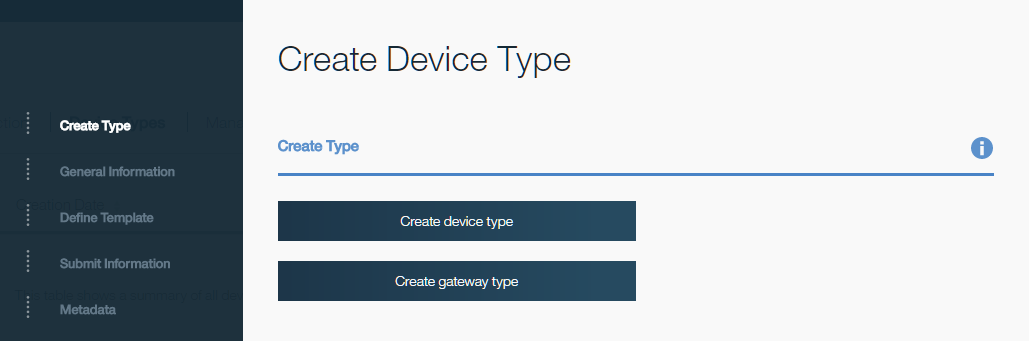 Create Device Type
Create Type
General Information
Define Template
Submit Information
Metadata
Create Type
Create device type
Create gateway type